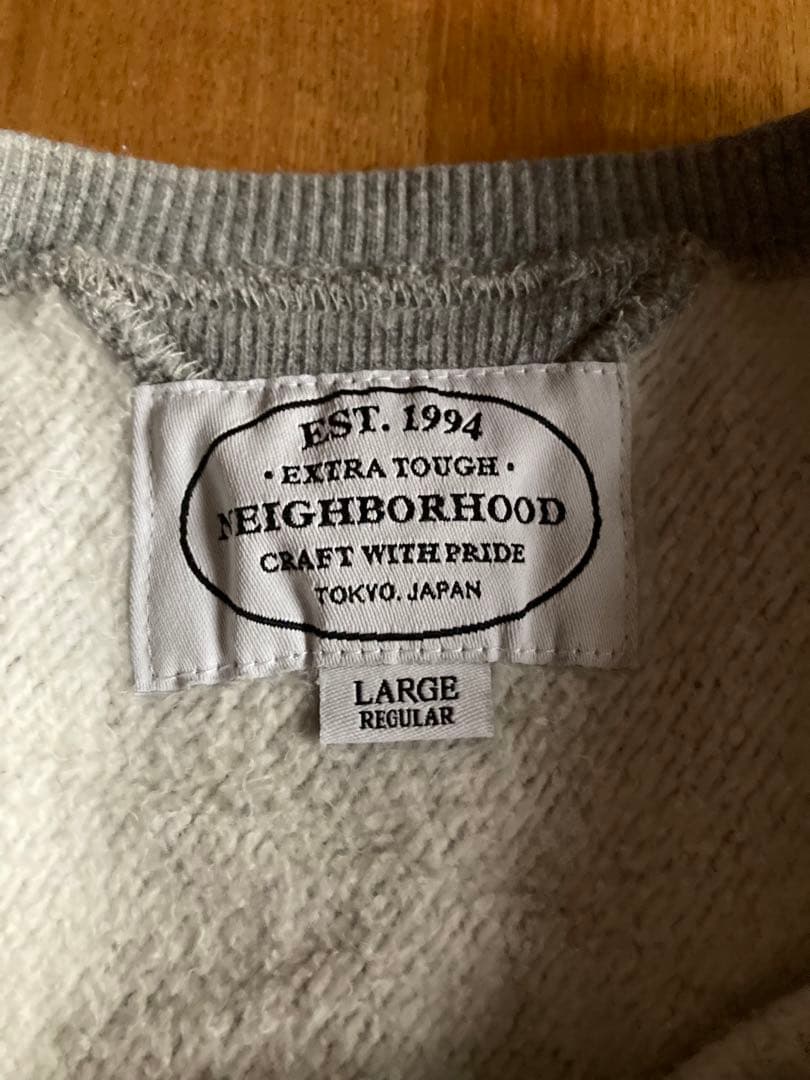 EST. 1994
· EXTRA TOUGH ·
NEIGHBORHOOD
CRAFT WITH PRIDE
TOKYO. JAPAN
LARGE
REGULAR